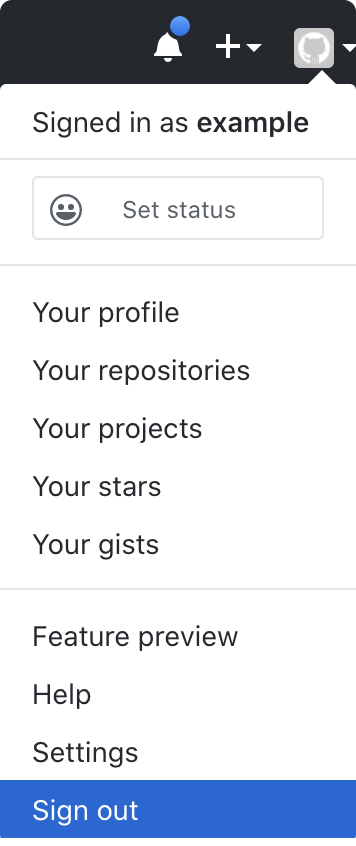 Signed in as example
Set status
Your profile
Your repositories
Your projects
Your stars
Your gists
Feature preview
Help
Settings
Sign out